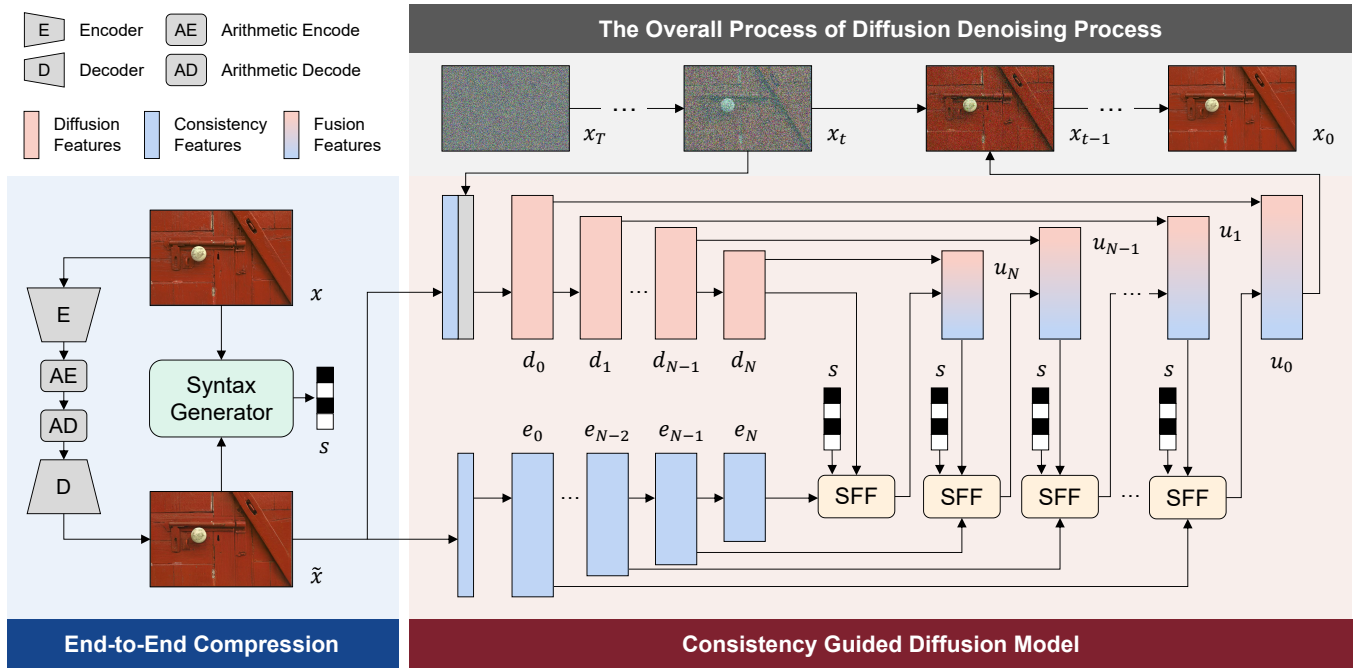 E Encoder AE Arithmetic Encode
D Decoder AD Arithmetic Decode
Diffusion Features
Consistency Features
Fusion Features
The Overall Process of Diffusion Denoising Process
x_T
...
x_t
x_{t−1}
...
x_0
x
E
AE
AD
D
Syntax
Generator
s
x̃
End-to-End Compression
u_N
u_{N−1}
u_1
u_0
...
...
d_0
d_1
d_{N−1}
d_N
s
s
s
s
e_0
e_{N−2}
e_{N−1}
e_N
...
SFF
SFF
SFF
...
SFF
Consistency Guided Diffusion Model